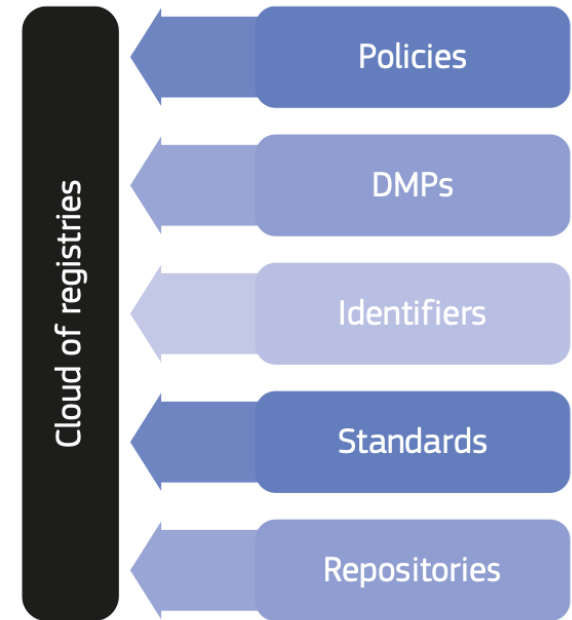 Cloud of registries
Policies
DMPs
Identifiers
Standards
Repositories